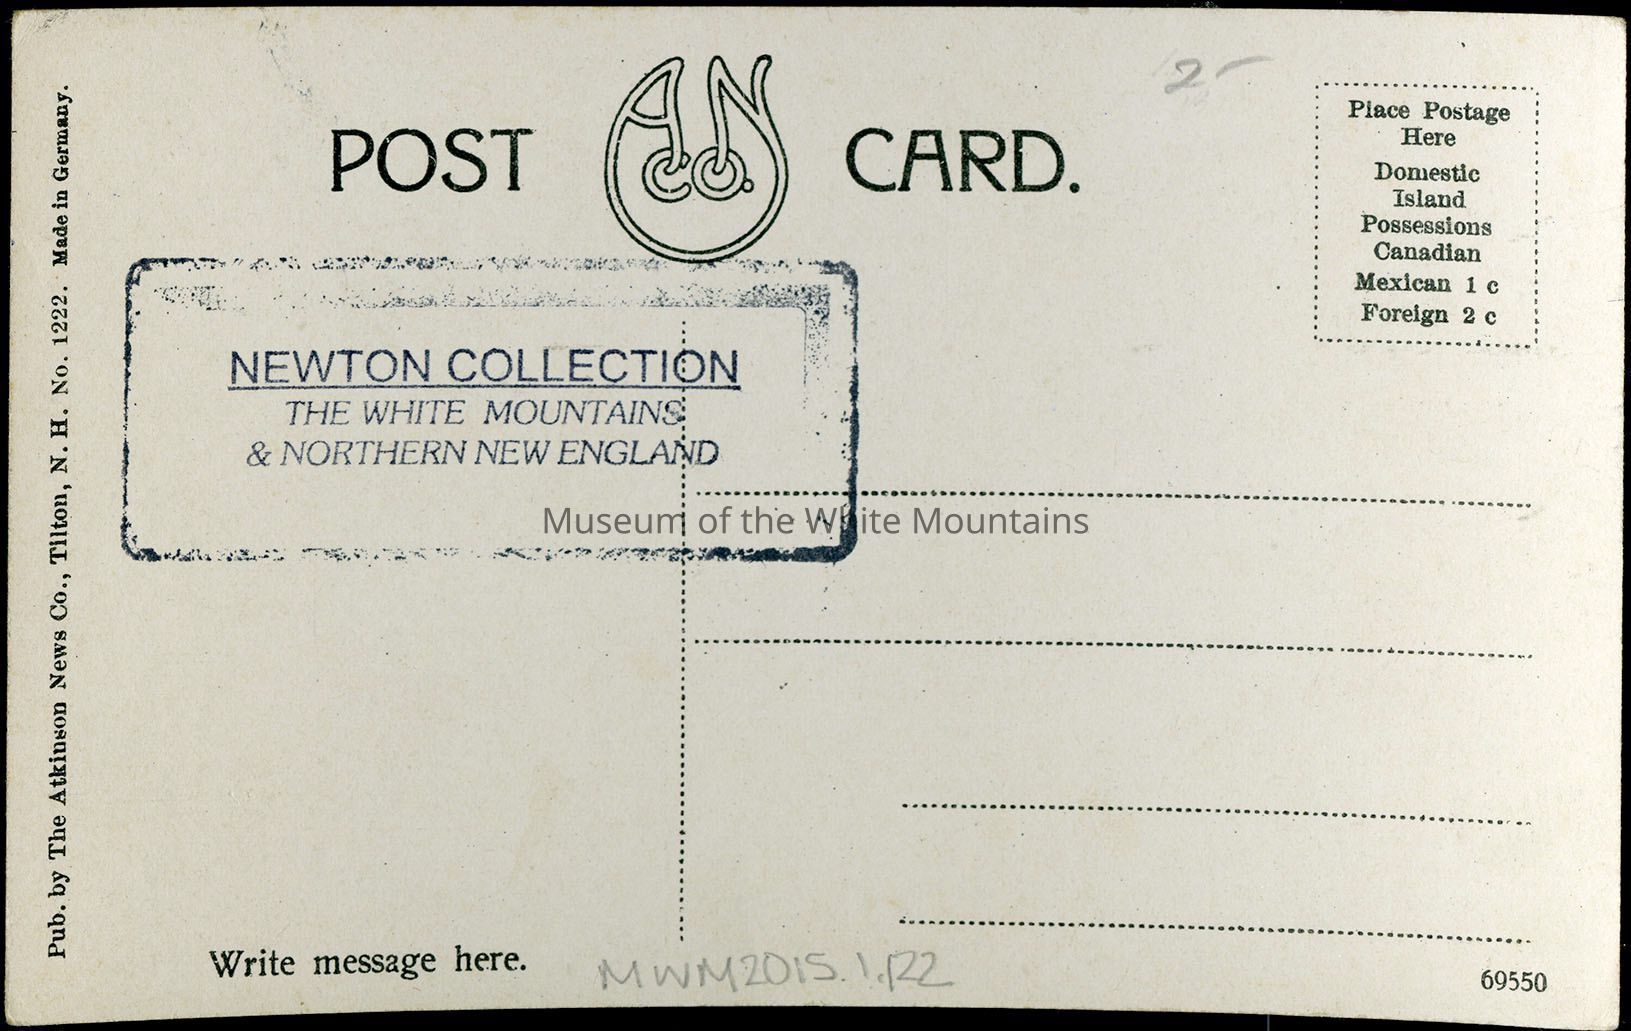 POST CARD.
AN
Co.
2-
Place Postage
Here
Domestic
Island
Possessions
Canadian
Mexican 1 c
Foreign 2 c
Pub. by The Atkinson News Co., Tilton, N. H. No. 1222. Made in Germany.
NEWTON COLLECTION
THE WHITE MOUNTAINS
& NORTHERN NEW ENGLAND
Museum of the White Mountains
Write message here.
MWM2015.1.122
69550